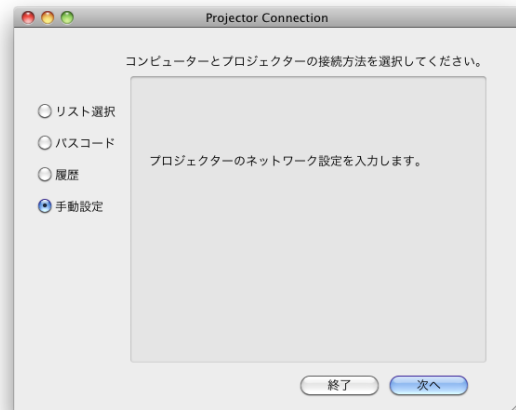 Projector Connection
コンピューターとプロジェクターの接続方法を選択してください。
リスト選択
パスコード
履歴
手動設定
プロジェクターのネットワーク設定を入力します。
終了
次へ